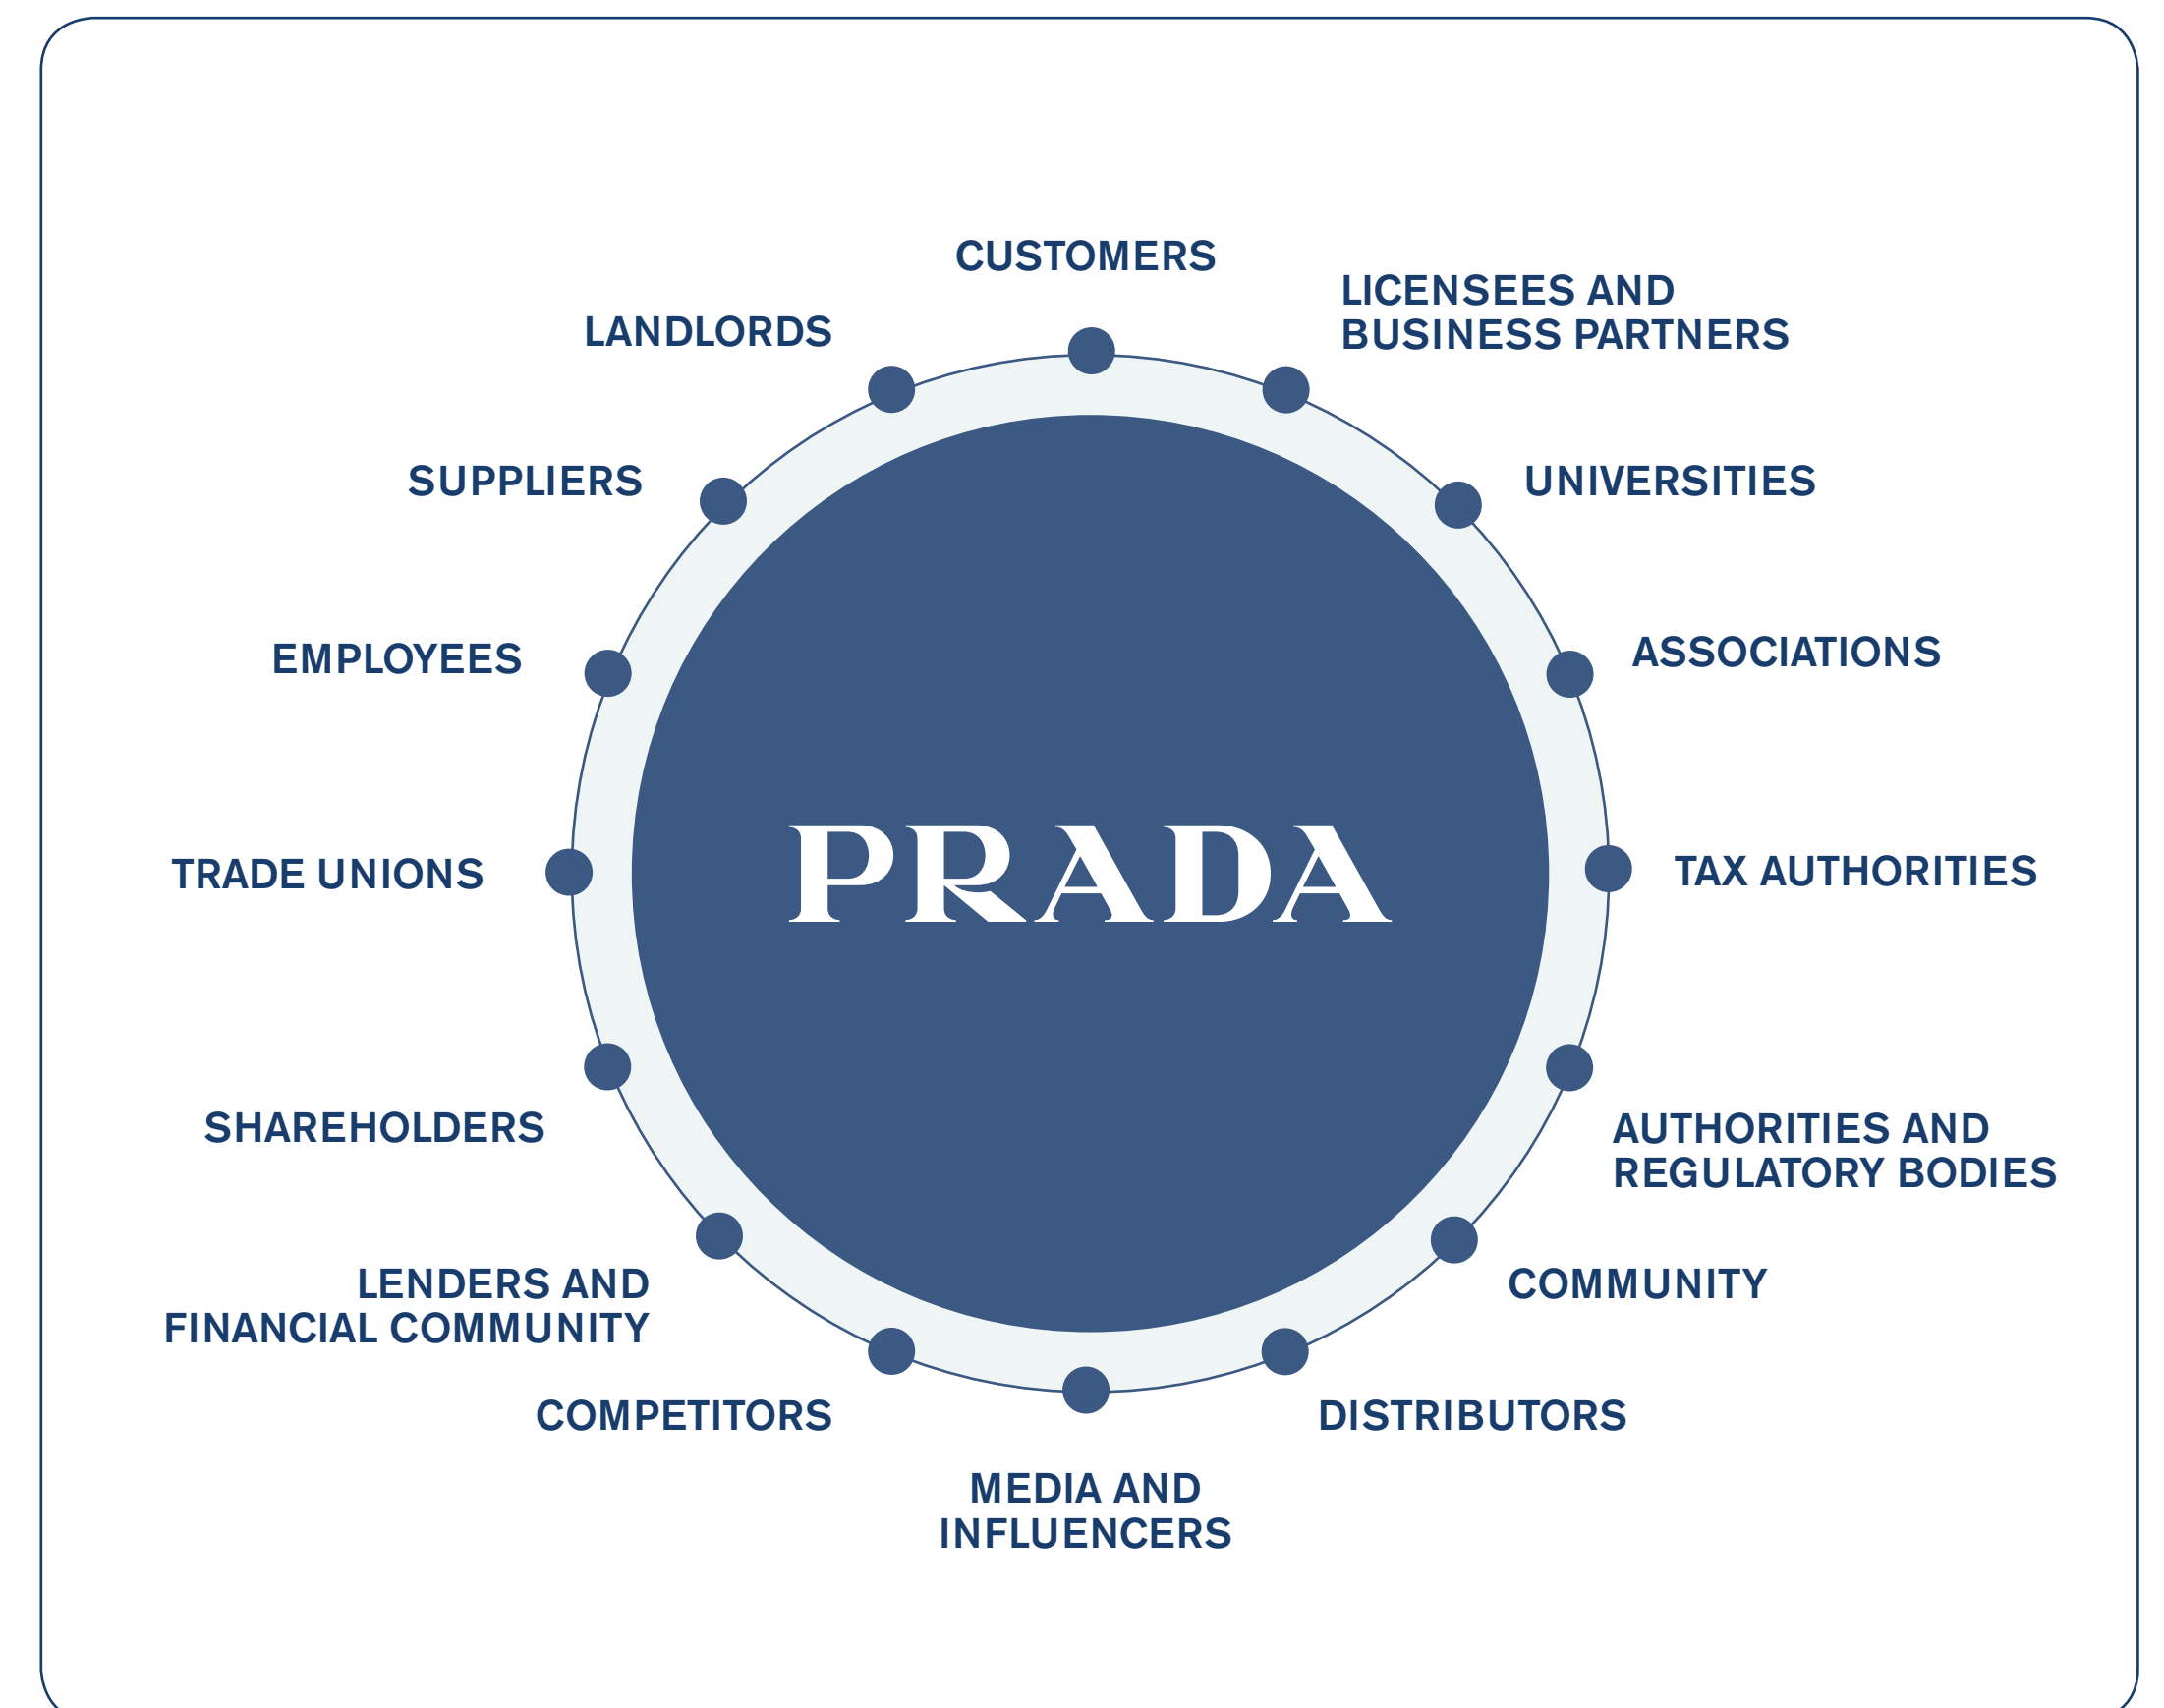 CUSTOMERS
LICENSEES AND
BUSINESS PARTNERS
LANDLORDS
SUPPLIERS
UNIVERSITIES
EMPLOYEES
ASSOCIATIONS
PRADA
TRADE UNIONS
TAX AUTHORITIES
SHAREHOLDERS
AUTHORITIES AND
REGULATORY BODIES
LENDERS AND
FINANCIAL COMMUNITY
COMMUNITY
COMPETITORS
DISTRIBUTORS
MEDIA AND
INFLUENCERS